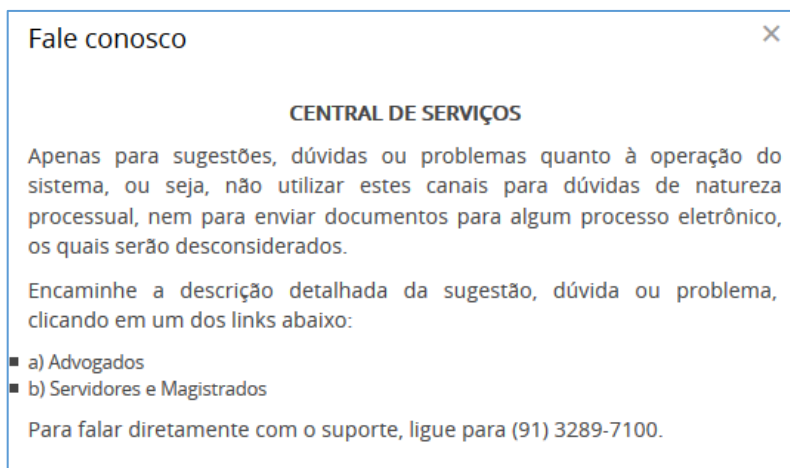 Fale conosco
CENTRAL DE SERVIÇOS
Apenas para sugestões, dúvidas ou problemas quanto à operação do
sistema, ou seja, não utilizar estes canais para dúvidas de natureza
processual, nem para enviar documentos para algum processo eletrônico,
os quais serão desconsiderados.
Encaminhe a descrição detalhada da sugestão, dúvida ou problema,
clicando em um dos links abaixo:
a) Advogados
b) Servidores e Magistrados
Para falar diretamente com o suporte, ligue para (91) 3289-7100.